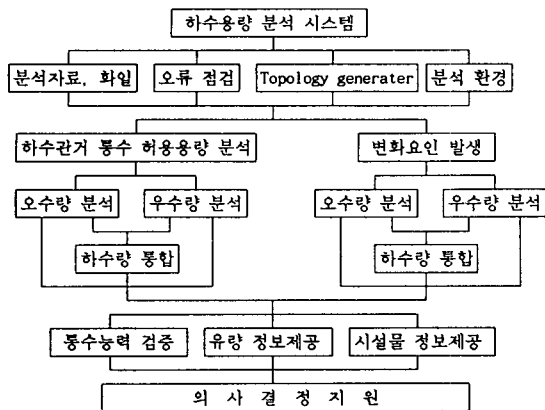 하수용량 분석 시스템
분석자료, 화일 오류 점검 Topology generater 분석 환경
하수관거 통수 허용용량 분석 변화요인 발생
오수량 분석 우수량 분석 오수량 분석 우수량 분석
하수량 통합 하수량 통합
통수능력 검증 유량 정보제공 시설물 정보제공
의 사 결 정 지 원